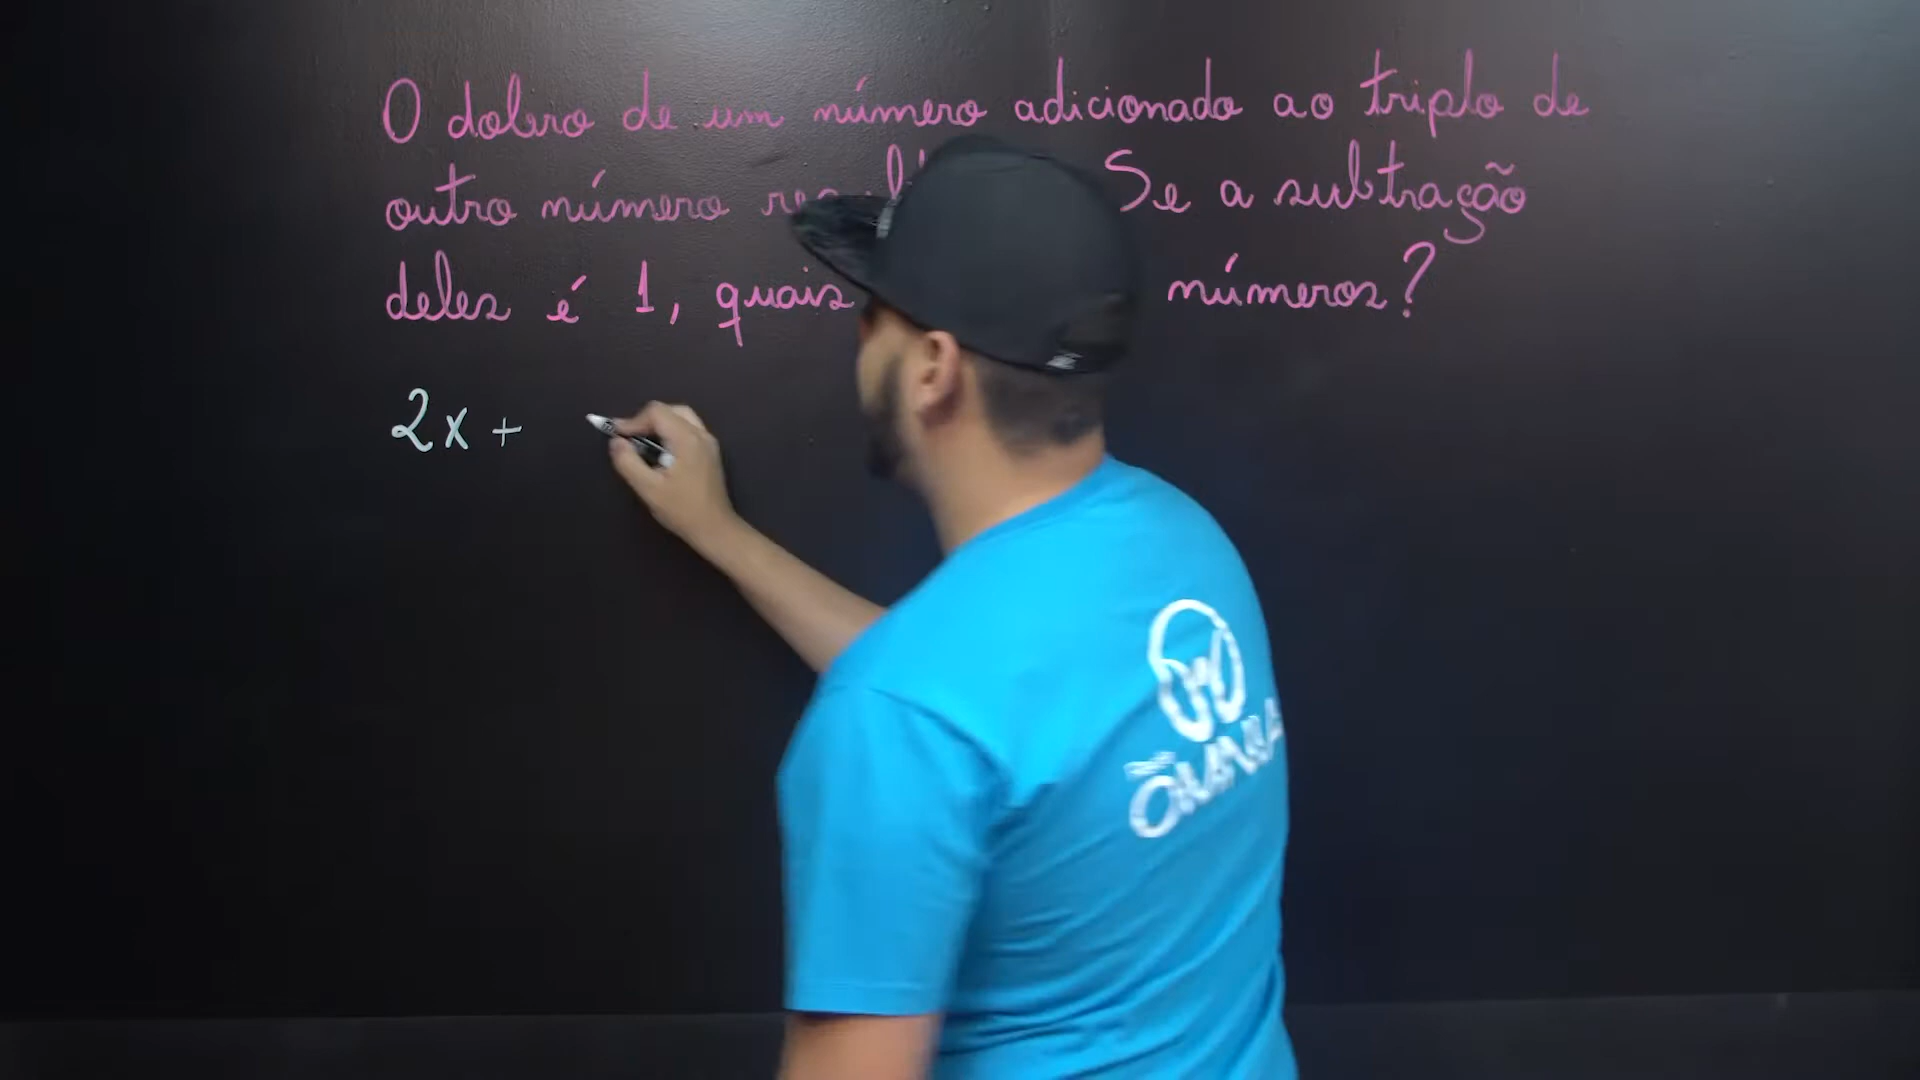 O dobro de um número adicionado ao triplo de
outro número Se a subtração
deles é 1, quais números?
2x +